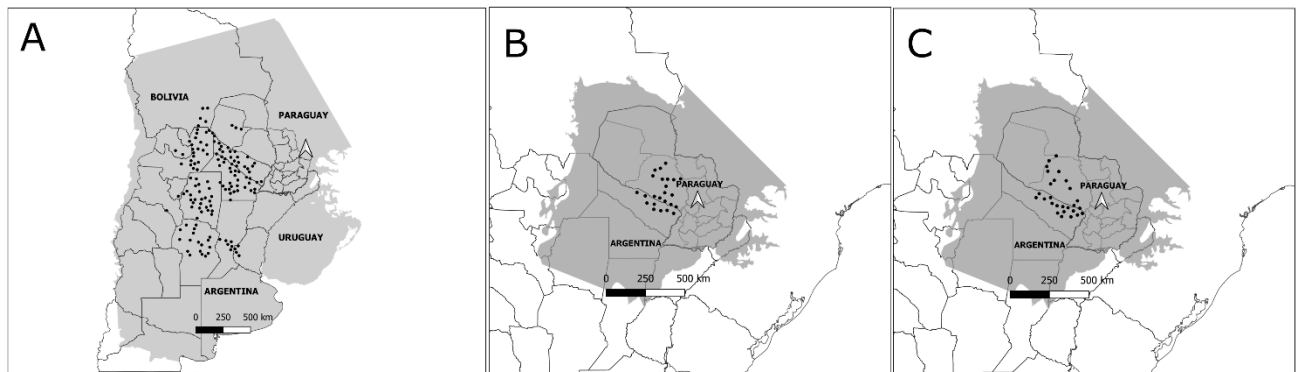 A
BOLIVIA
PARAGUAY
URUGUAY
ARGENTINA
0 250 500 km
B
PARAGUAY
ARGENTINA
0 250 500 km
C
PARAGUAY
ARGENTINA
0 250 500 km